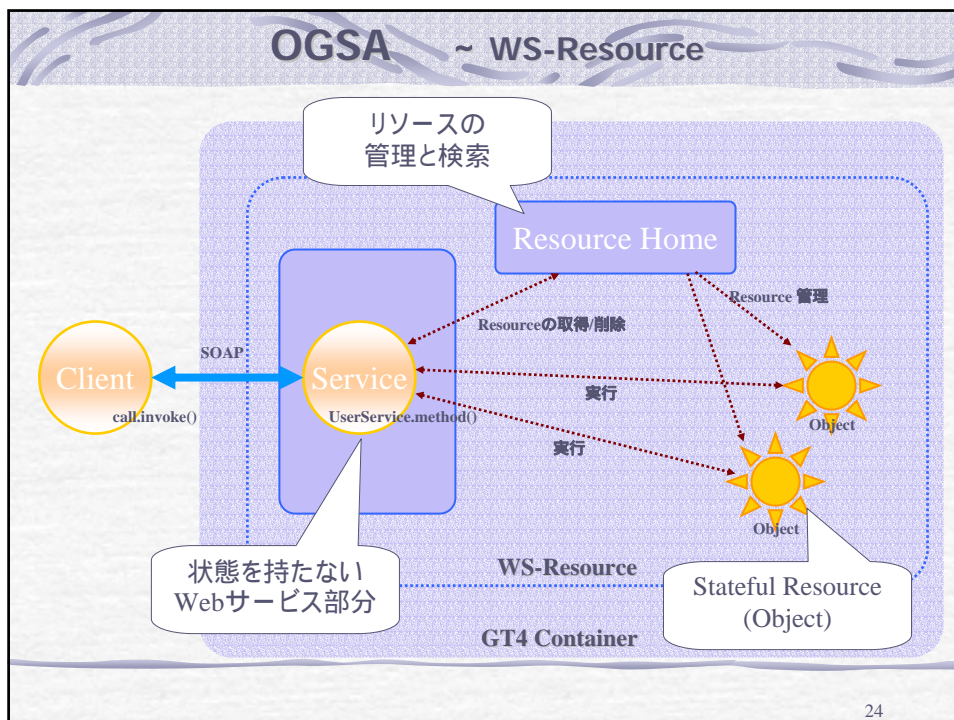 OGSA ~ WS-Resource
リソースの
管理と検索
Resource Home
Resource 管理
Resourceの取得/削除
SOAP
Client
Service
call.invoke()
UserService.method()
実行
Object
実行
Object
状態を持たない
Webサービス部分
WS-Resource
Stateful Resource
(Object)
GT4 Container
24